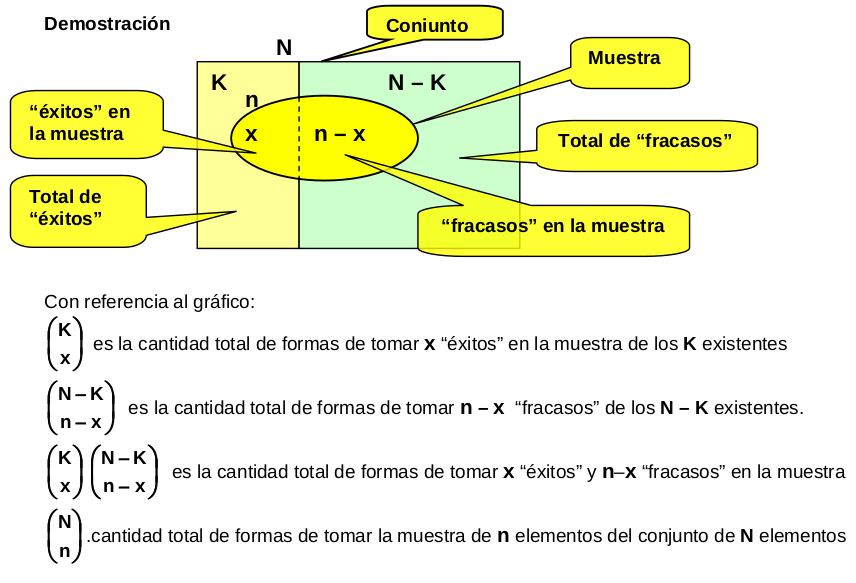 Demostración
Coniunto
N
Muestra
K
N – K
n
"éxitos" en
la muestra
x
n – x
Total de "fracasos"
Total de
"éxitos"
"fracasos" en la muestra
Con referencia al gráfico:
(K x) es la cantidad total de formas de tomar x "éxitos" en la muestra de los K existentes
(N – K n – x) es la cantidad total de formas de tomar n – x "fracasos" de los N – K existentes.
(K x) (N – K n – x) es la cantidad total de formas de tomar x "éxitos" y n–x "fracasos" en la muestra
(N n) .cantidad total de formas de tomar la muestra de n elementos del conjunto de N elementos